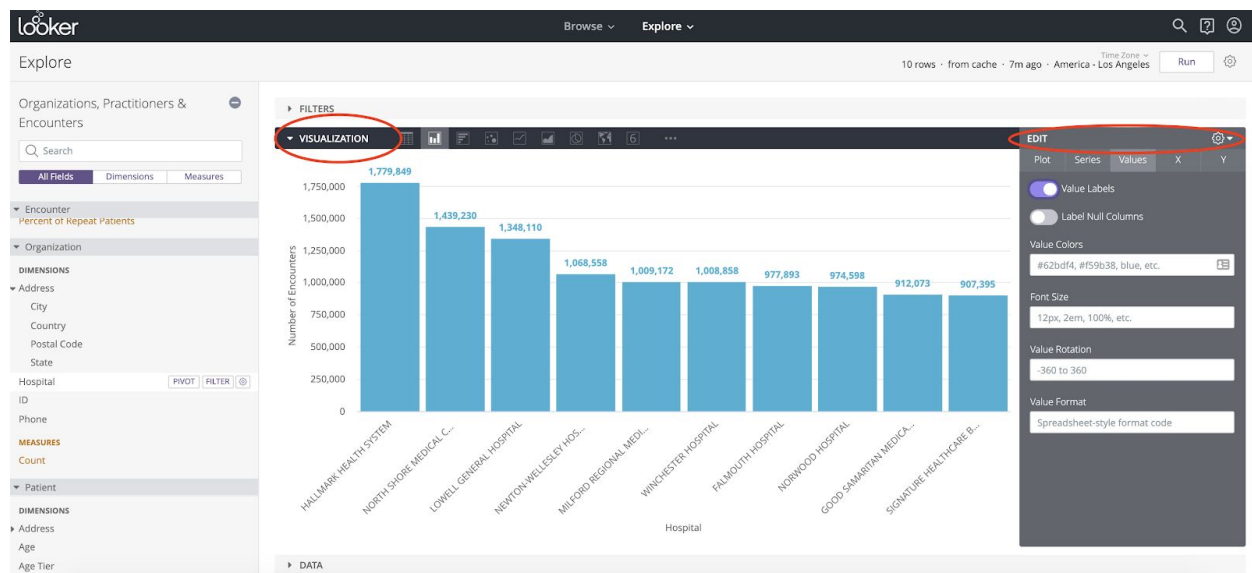 looker
Browse Explore
Explore
10 rows · from cache · 7m ago · America - Los Angeles
Time Zone
Run
Organizations, Practitioners &
Encounters
Search
All Fields Dimensions Measures
Encounter
Percent of Repeat Patients
Organization
DIMENSIONS
Address
City
Country
Postal Code
State
Hospital PIVOT FILTER
ID
Phone
MEASURES
Count
Patient
DIMENSIONS
Address
Age
Age Tier
FILTERS
VISUALIZATION 6 ...
1,779,849
1,439,230
1,348,110
1,068,558
1,009,172
1,008,858
977,893
974,598
912,073
907,395
1,750,000
1,500,000
1,250,000
1,000,000
750,000
500,000
250,000
0
Number of Encounters
HALLMARK HEALTH SYSTEM
NORTH SHORE MEDICAL C...
LOWELL GENERAL HOSPITAL
NEWTON-WELLESLEY HOS...
MILFORD REGIONAL MEDI...
WINCHESTER HOSPITAL
FALMOUTH HOSPITAL
NORWOOD HOSPITAL
GOOD SAMARITAN MEDICA...
SIGNATURE HEALTHCARE B...
Hospital
EDIT
Plot Series Values X Y
Value Labels
Label Null Columns
Value Colors
#62bdf4, #f59b38, blue, etc.
Font Size
12px, 2em, 100%, etc.
Value Rotation
-360 to 360
Value Format
Spreadsheet-style format code
DATA